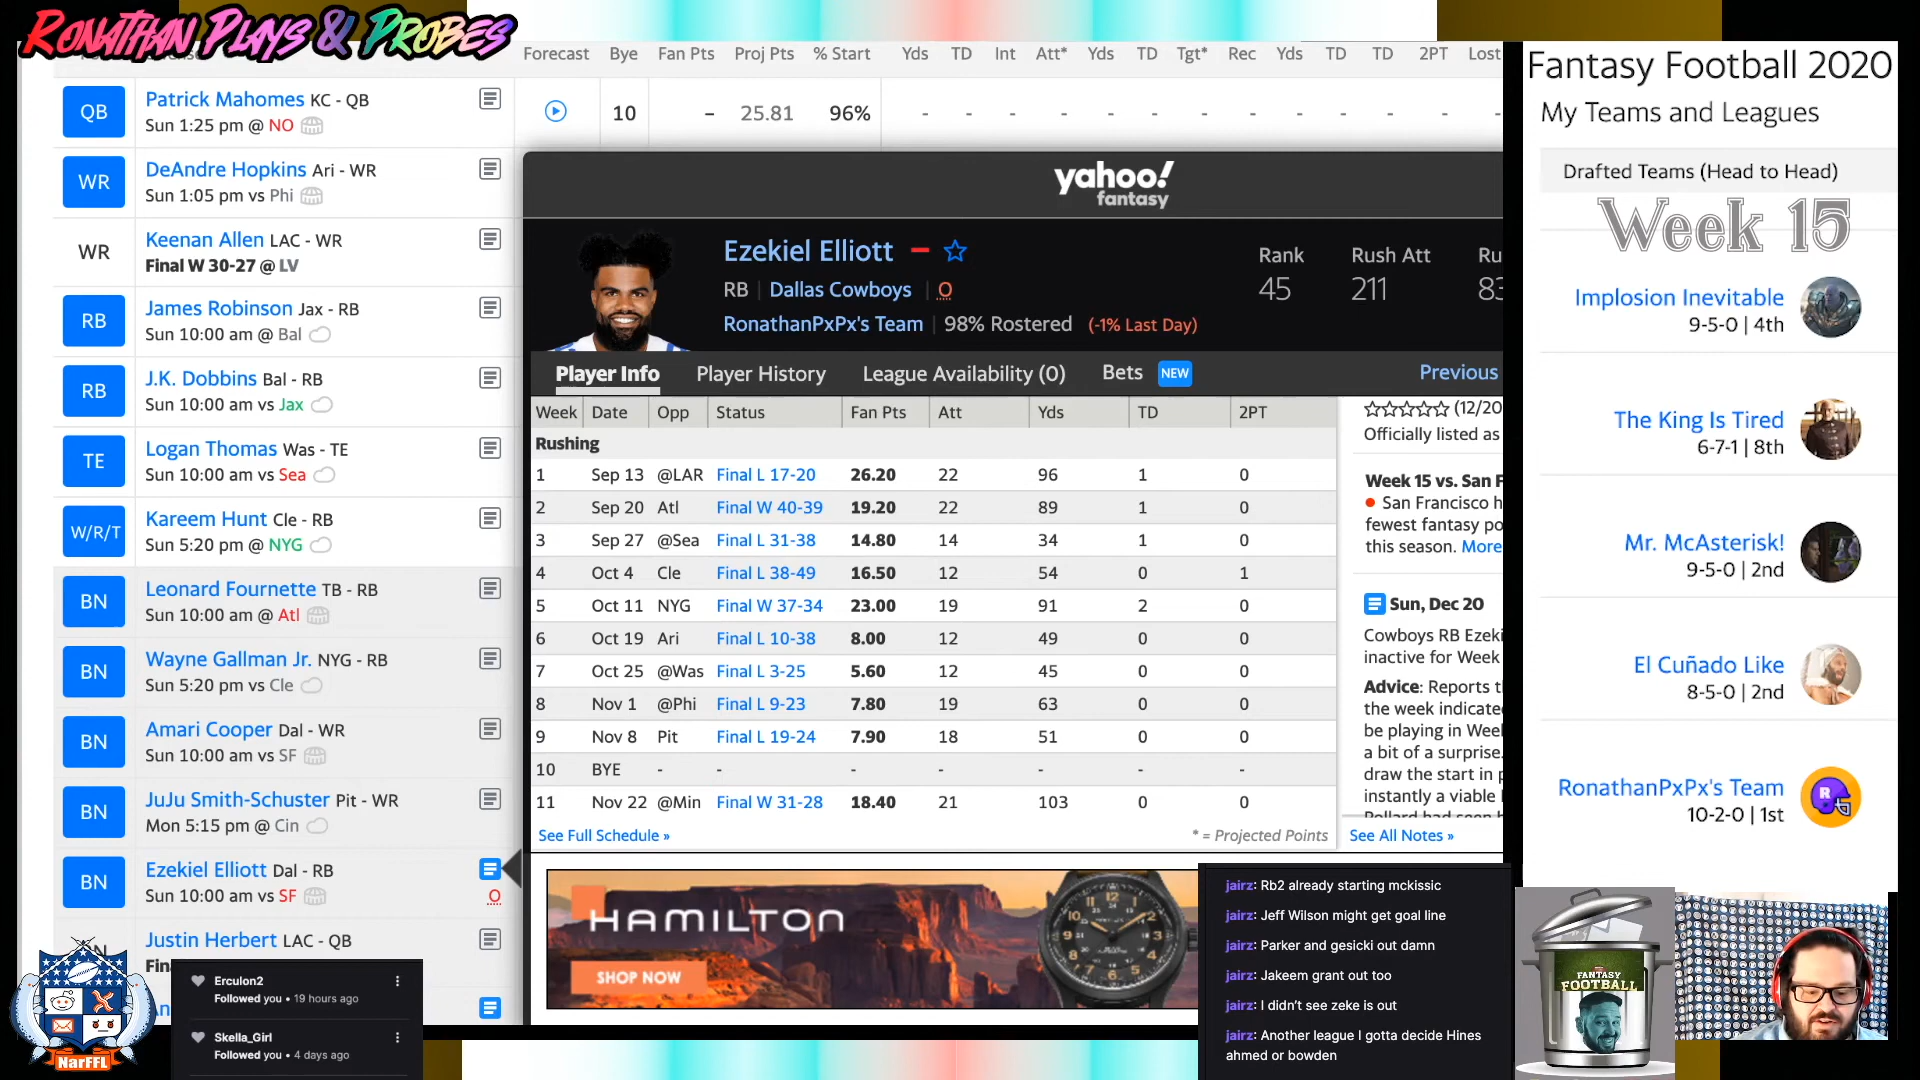 RONATHAN PLAYS & PROBES
Forecast Bye Fan Pts Proj Pts % Start Yds TD Int Att* Yds TD Tgt* Rec Yds TD TD 2PT Lost
QB Patrick Mahomes KC - QB
Sun 1:25 pm @ NO
10 – 25.81 96% - - - - - - - - - - - - -
WR DeAndre Hopkins Ari - WR
Sun 1:05 pm vs Phi
WR Keenan Allen LAC - WR
Final W 30-27 @ LV
RB James Robinson Jax - RB
Sun 10:00 am @ Bal
RB J.K. Dobbins Bal - RB
Sun 10:00 am vs Jax
TE Logan Thomas Was - TE
Sun 10:00 am vs Sea
W/R/T Kareem Hunt Cle - RB
Sun 5:20 pm @ NYG
BN Leonard Fournette TB - RB
Sun 10:00 am @ Atl
BN Wayne Gallman Jr. NYG - RB
Sun 5:20 pm vs Cle
BN Amari Cooper Dal - WR
Sun 10:00 am vs SF
BN JuJu Smith-Schuster Pit - WR
Mon 5:15 pm @ Cin
BN Ezekiel Elliott Dal - RB
Sun 10:00 am vs SF O
Justin Herbert LAC - QB
NarFFL
Erculon2
Followed you • 19 hours ago
Skella_Girl
Followed you • 4 days ago
yahoo!
fantasy
Ezekiel Elliott
RB | Dallas Cowboys | O
RonathanPxPx's Team | 98% Rostered (-1% Last Day)
Rank Rush Att Ru
45 211 83
Player Info Player History League Availability (0) Bets NEW Previous
Week Date Opp Status Fan Pts Att Yds TD 2PT
Rushing
1 Sep 13 @LAR Final L 17-20 26.20 22 96 1 0
2 Sep 20 Atl Final W 40-39 19.20 22 89 1 0
3 Sep 27 @Sea Final L 31-38 14.80 14 34 1 0
4 Oct 4 Cle Final L 38-49 16.50 12 54 0 1
5 Oct 11 NYG Final W 37-34 23.00 19 91 2 0
6 Oct 19 Ari Final L 10-38 8.00 12 49 0 0
7 Oct 25 @Was Final L 3-25 5.60 12 45 0 0
8 Nov 1 @Phi Final L 9-23 7.80 19 63 0 0
9 Nov 8 Pit Final L 19-24 7.90 18 51 0 0
10 BYE - - - - - - -
11 Nov 22 @Min Final W 31-28 18.40 21 103 0 0
See Full Schedule »
* = Projected Points
(12/20
Officially listed as
Week 15 vs. San F
San Francisco h
fewest fantasy po
this season. More
Sun, Dec 20
Cowboys RB Ezeki
inactive for Week
Advice: Reports t
the week indicate
be playing in Wee
a bit of a surprise.
draw the start in p
instantly a viable
See All Notes »
HAMILTON
SHOP NOW
jairz: Rb2 already starting mckissic
jairz: Jeff Wilson might get goal line
jairz: Parker and gesicki out damn
jairz: Jakeem grant out too
jairz: I didn't see zeke is out
jairz: Another league I gotta decide Hines
ahmed or bowden
Fantasy Football 2020
My Teams and Leagues
Drafted Teams (Head to Head)
Week 15
Implosion Inevitable
9-5-0 | 4th
The King Is Tired
6-7-1 | 8th
Mr. McAsterisk!
9-5-0 | 2nd
El Cuñado Like
8-5-0 | 2nd
RonathanPxPx's Team
10-2-0 | 1st
R
FANTASY
FOOTBALL